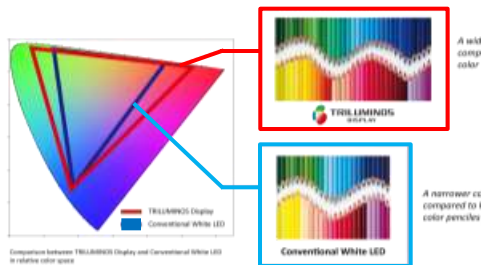 A wid
comp
color
TRILUMINOS
DISPLAY
TRILUMINOS Display
Conventional White LED
A narrower co
compared to
color penciles
Conventional White LED
Comparison between TRILUMINOS Display and Conventional White LED
in relative color space